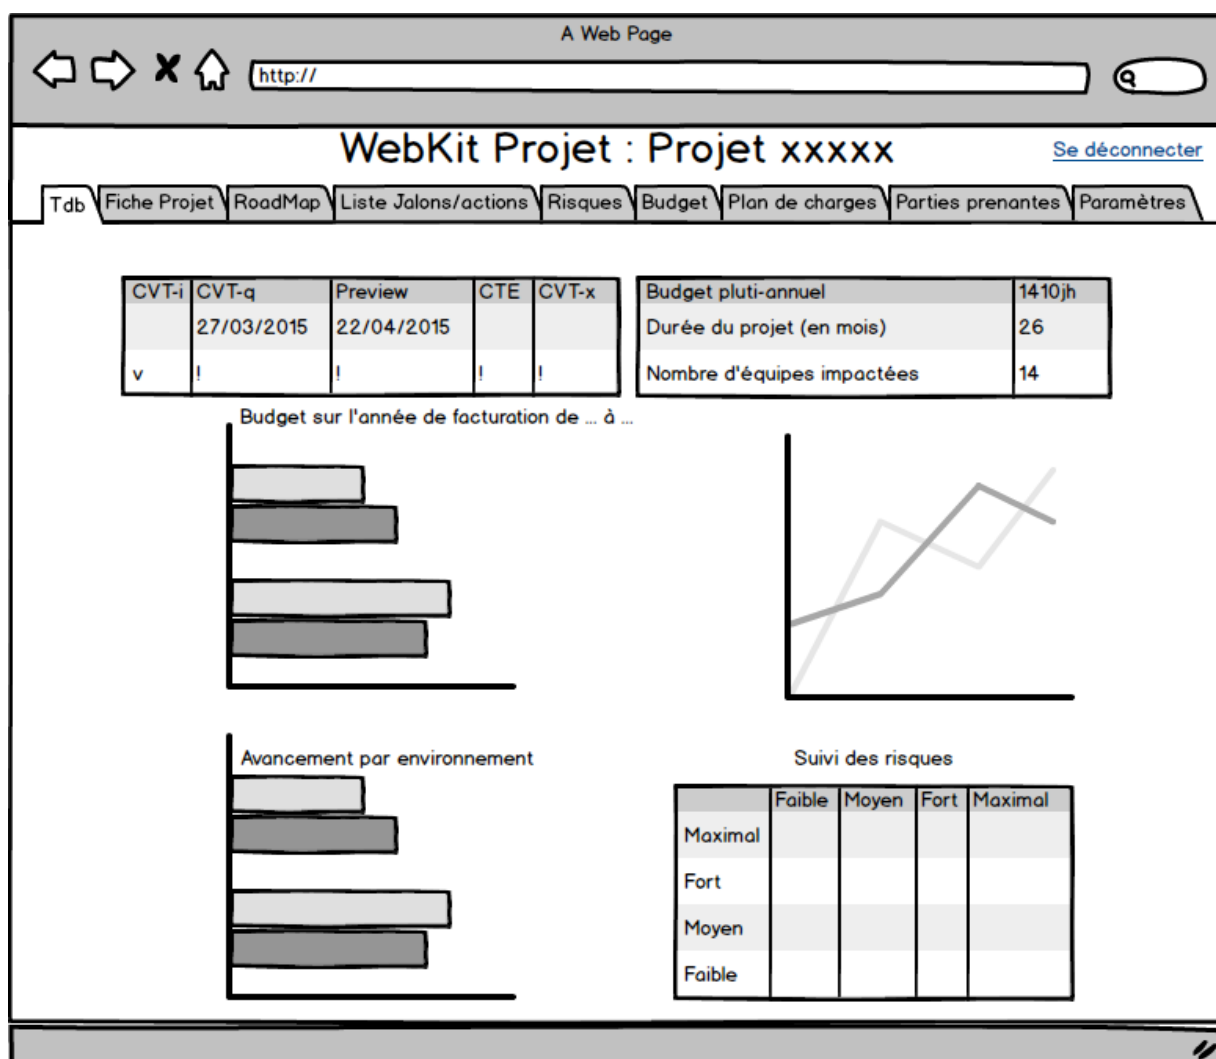 A Web Page
http://
WebKit Projet : Projet xxxxx
Se déconnecter
Tdb Fiche Projet RoadMap Liste Jalons/actions Risques Budget Plan de charges Parties prenantes Paramètres
CVT-i CVT-q Preview CTE CVT-x
27/03/2015 22/04/2015
v ! ! ! !
Budget pluti-annuel 1410jh
Durée du projet (en mois) 26
Nombre d'équipes impactées 14
Budget sur l'année de facturation de ... à ...
Avancement par environnement
Suivi des risques
Faible Moyen Fort Maximal
Maximal
Fort
Moyen
Faible